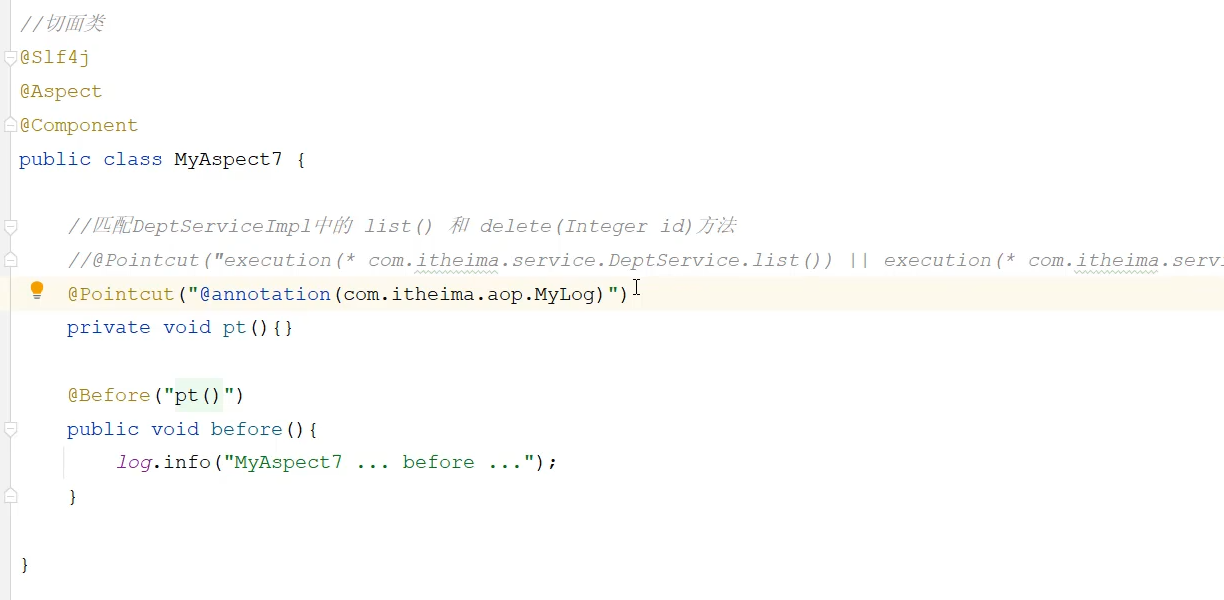 //切面类
@Slf4j
@Aspect
@Component
public class MyAspect7 {
//匹配DeptServiceImpl中的 list() 和 delete(Integer id)方法
//@Pointcut("execution(* com.itheima.service.DeptService.list()) || execution(* com.itheima.servi
@Pointcut("@annotation(com.itheima.aop.MyLog)")
private void pt(){}
@Before("pt()")
public void before(){
log.info("MyAspect7 ... before ...");
}
}